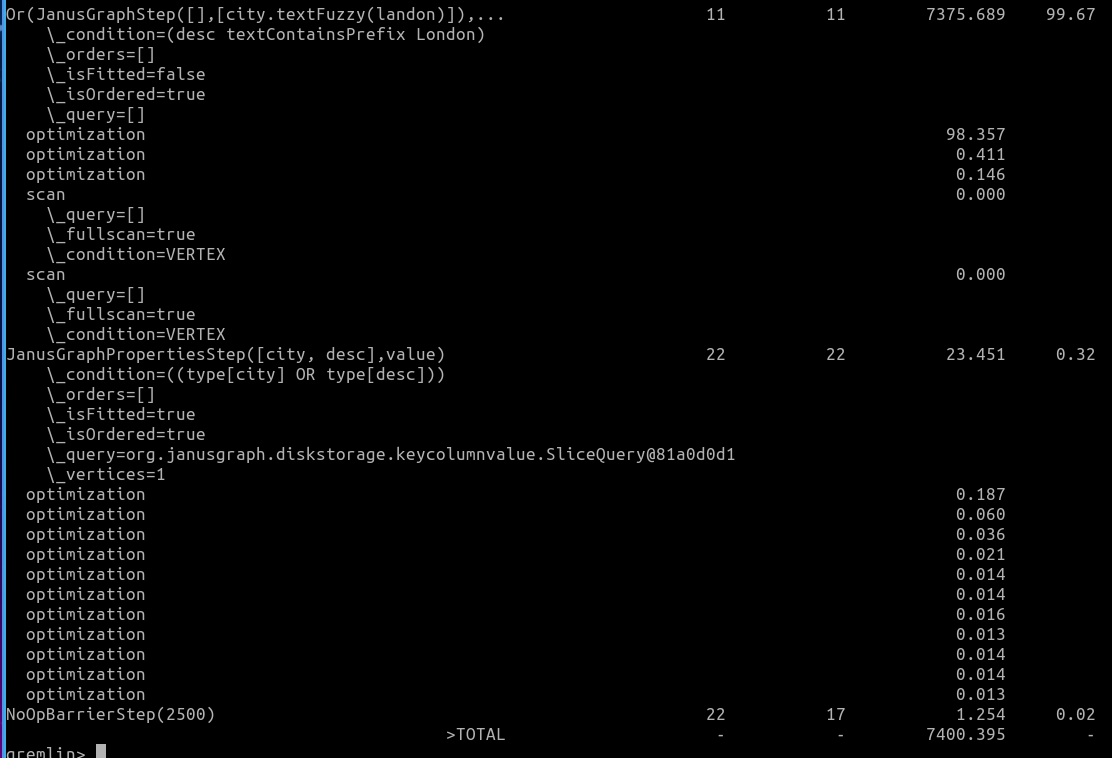 Or(JanusGraphStep([],[city.textFuzzy(landon)]),... 11 11 7375.689 99.67
\_condition=(desc textContainsPrefix London)
\_orders=[]
\_isFitted=false
\_isOrdered=true
\_query=[]
optimization 98.357
optimization 0.411
optimization 0.146
scan 0.000
\_query=[]
\_fullscan=true
\_condition=VERTEX
scan 0.000
\_query=[]
\_fullscan=true
\_condition=VERTEX
JanusGraphPropertiesStep([city, desc],value) 22 22 23.451 0.32
\_condition=((type[city] OR type[desc]))
\_orders=[]
\_isFitted=true
\_isOrdered=true
\_query=org.janusgraph.diskstorage.keycolumnvalue.SliceQuery@81a0d0d1
\_vertices=1
optimization 0.187
optimization 0.060
optimization 0.036
optimization 0.021
optimization 0.014
optimization 0.014
optimization 0.016
optimization 0.013
optimization 0.014
optimization 0.014
optimization 0.013
NoOpBarrierStep(2500) 22 17 1.254 0.02
>TOTAL - - 7400.395 -
gremlin>